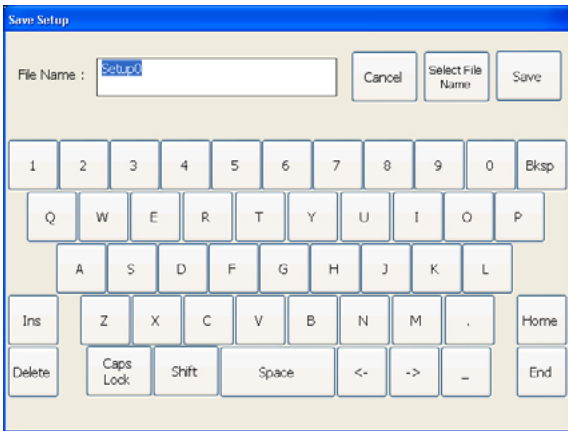 Save Setup
File Name : Setup0 Cancel Select File Name Save
1 2 3 4 5 6 7 8 9 0 Bksp
Q W E R T Y U I O P
A S D F G H J K L
Ins Z X C V B N M . Home
Delete Caps Lock Shift Space <- -> _ End